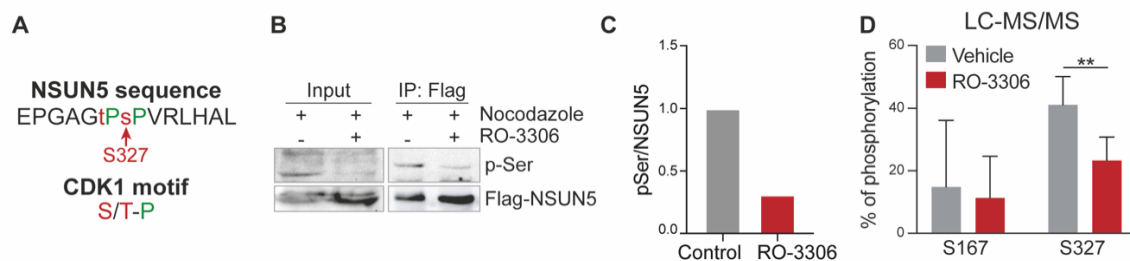 A
NSUN5 sequence
EPGAGtPsPVRLHAL
S327
CDK1 motif
S/T-P
B
Input IP: Flag
+ + + + Nocodazole
- + - + RO-3306
p-Ser
Flag-NSUN5
C
pSer/NSUN5
1.5
1.0
0.5
0.0
Control RO-3306
D
LC-MS/MS
% of phosphorylation
60
40
20
0
Vehicle
RO-3306
**
S167 S327